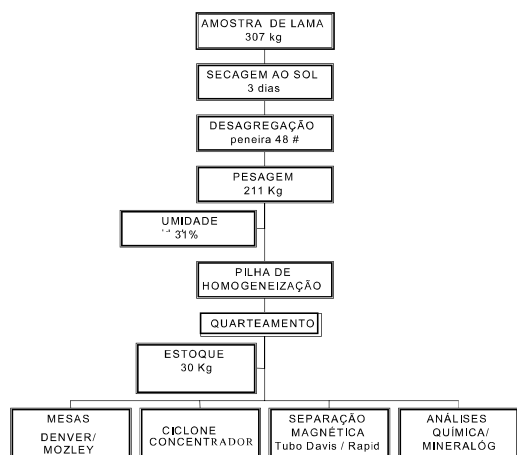 AMOSTRA DE LAMA
307 kg
SECAGEM AO SOL
3 dias
DESAGREGAÇÃO
peneira 48 #
PESAGEM
211 Kg
UMIDADE
31%
PILHA DE
HOMOGENEIZAÇÃO
QUARTEAMENTO
ESTOQUE
30 Kg
MESAS
DENVER/
MOZLEY
CICLONE
CONCENTRADOR
SEPARAÇÃO
MAGNÉTICA
Tubo Davis / Rapid
ANÁLISES
QUÍMICA/
MINERALÓG